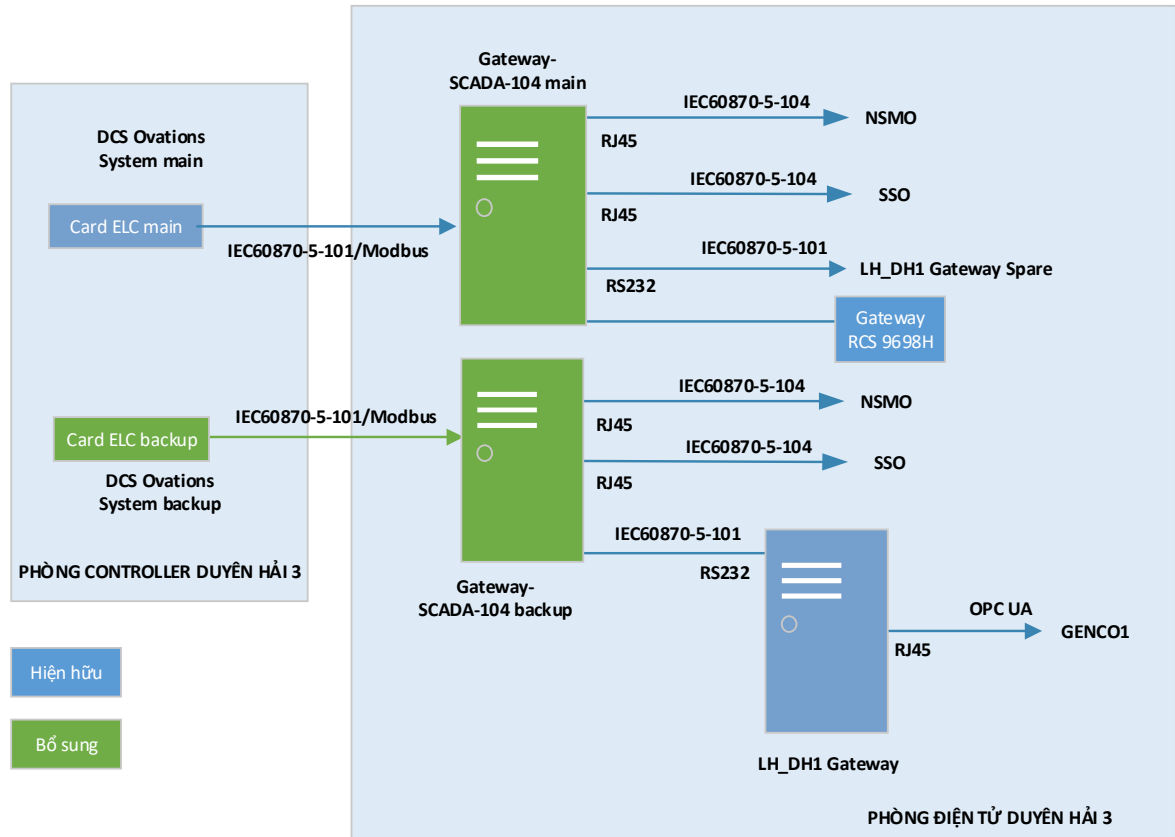 Gateway-
SCADA-104 main
IEC60870-5-104
NSMO
RJ45
DCS Ovations
System main
IEC60870-5-104
SSO
RJ45
Card ELC main
IEC60870-5-101/Modbus
IEC60870-5-101
LH_DH1 Gateway Spare
RS232
Gateway
RCS 9698H
IEC60870-5-104
NSMO
RJ45
IEC60870-5-101/Modbus
Card ELC backup
IEC60870-5-104
SSO
RJ45
DCS Ovations
System backup
IEC60870-5-101
RS232
PHÒNG CONTROLLER DUYÊN HẢI 3
Gateway-
SCADA-104 backup
OPC UA
GENCO1
RJ45
Hiện hữu
Bổ sung
LH_DH1 Gateway
PHÒNG ĐIỆN TỬ DUYÊN HẢI 3